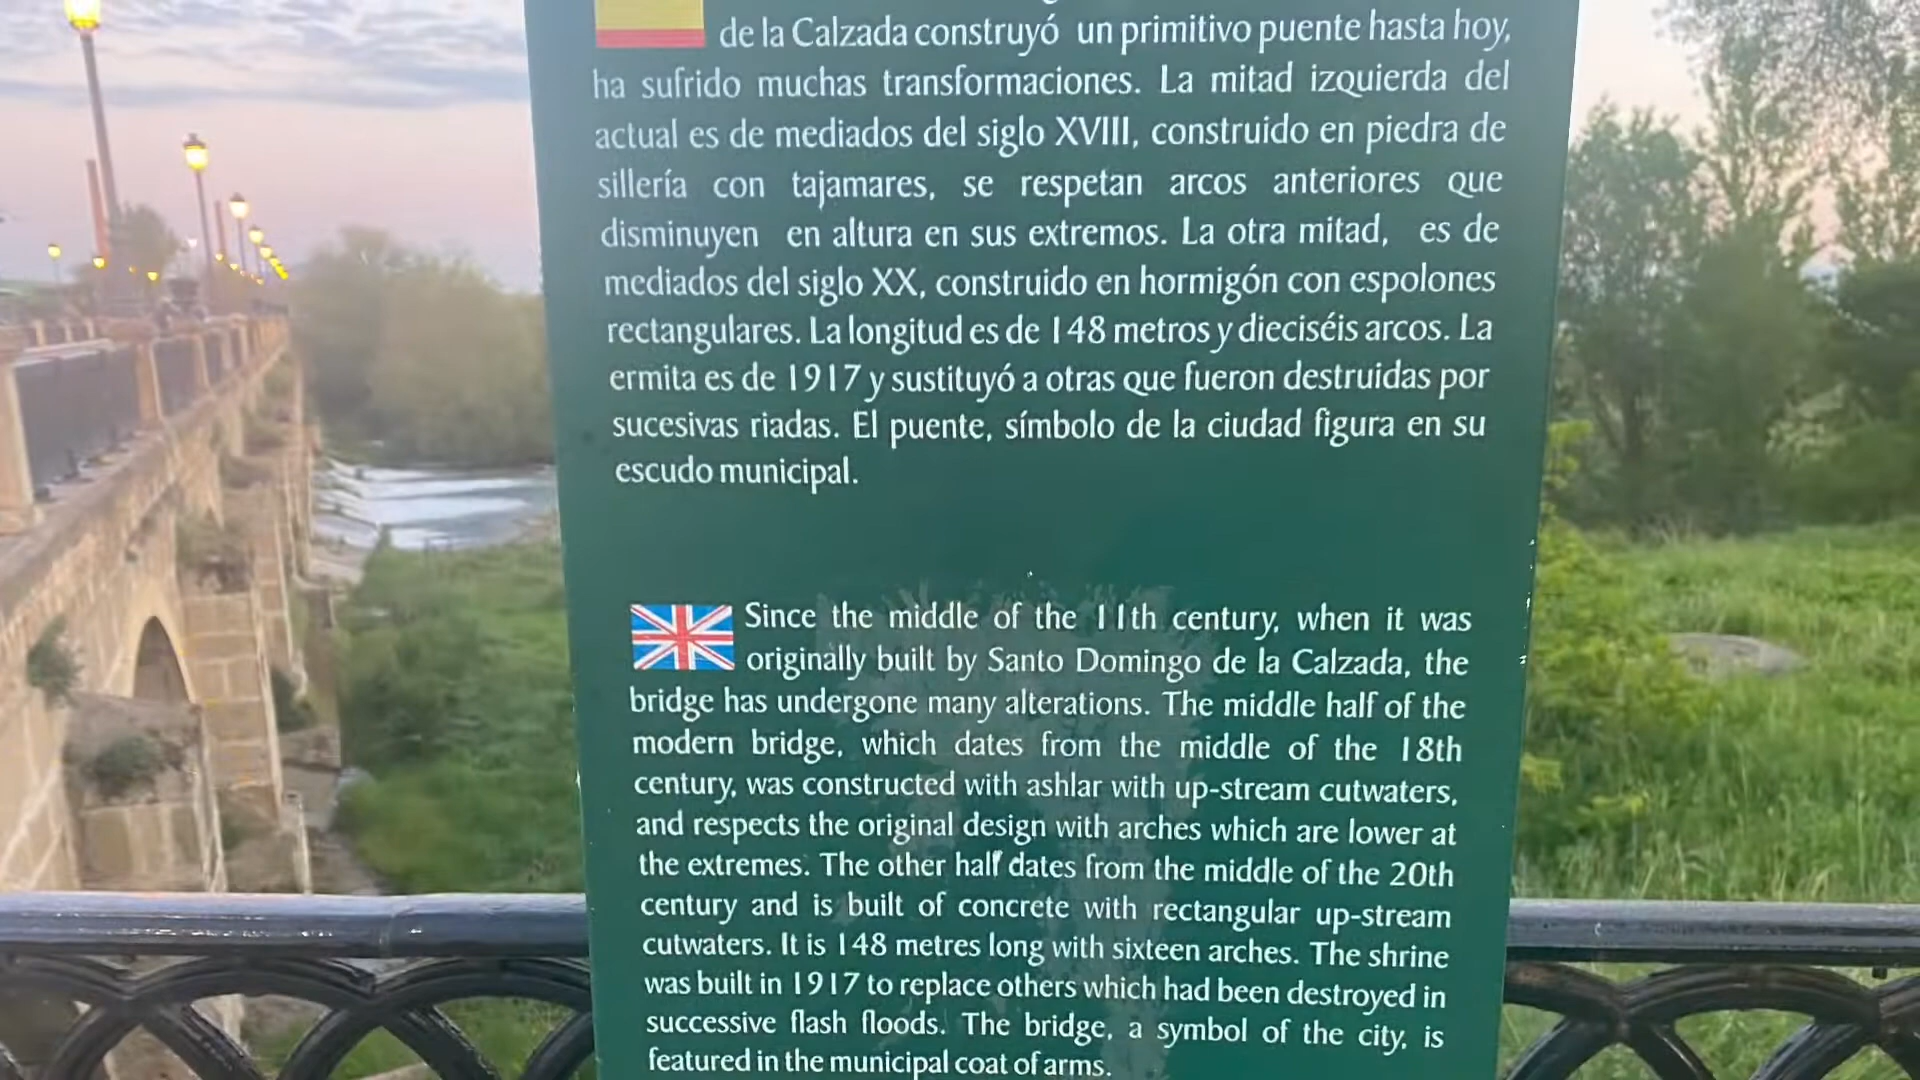 de la Calzada construyó un primitivo puente hasta hoy,
ha sufrido muchas transformaciones. La mitad izquierda del
actual es de mediados del siglo XVIII, construido en piedra de
sillería con tajamares, se respetan arcos anteriores que
disminuyen en altura en sus extremos. La otra mitad, es de
mediados del siglo XX, construido en hormigón con espolones
rectangulares. La longitud es de 148 metros y dieciséis arcos. La
ermita es de 1917 y sustituyó a otras que fueron destruidas por
sucesivas riadas. El puente, símbolo de la ciudad figura en su
escudo municipal.
Since the middle of the 11th century, when it was
originally built by Santo Domingo de la Calzada, the
bridge has undergone many alterations. The middle half of the
modern bridge, which dates from the middle of the 18th
century, was constructed with ashlar with up-stream cutwaters,
and respects the original design with arches which are lower at
the extremes. The other half dates from the middle of the 20th
century and is built of concrete with rectangular up-stream
cutwaters. It is 148 metres long with sixteen arches. The shrine
was built in 1917 to replace others which had been destroyed in
successive flash floods. The bridge, a symbol of the city, is
featured in the municipal coat of arms.